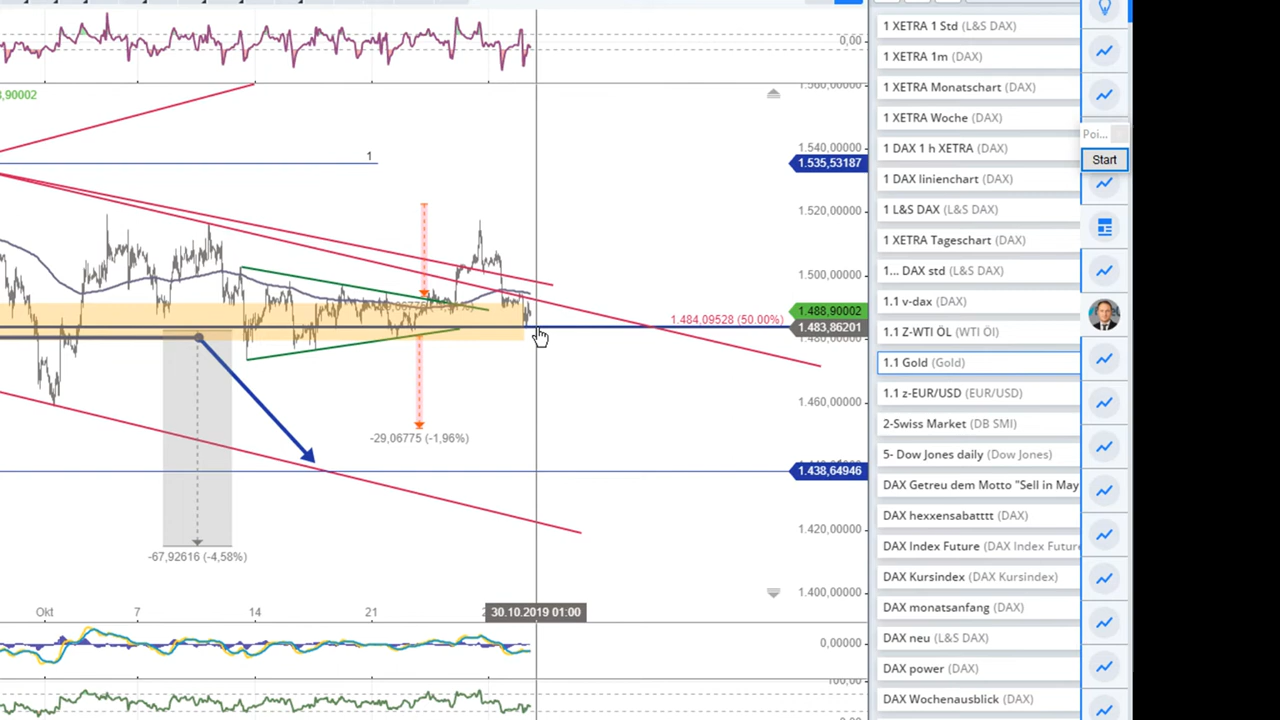 0,00
,90002
1
1.540,00000
1.535,53187
1.520,00000
1.500,00000
1.488,90002
1.484,09528 (50.00%)
1.483,86201
1.460,00000
-29,06775 (-1,96%)
1.438,64946
1.420,00000
-67,92616 (-4,58%)
1.400,00000
Okt
7
14
21
30.10.2019 01:00
0,00000
100,00
1 XETRA 1 Std (L&S DAX)
1 XETRA 1m (DAX)
1 XETRA Monatschart (DAX)
1 XETRA Woche (DAX)
1 DAX 1 h XETRA (DAX)
1 DAX linienchart (DAX)
1 L&S DAX (L&S DAX)
1 XETRA Tageschart (DAX)
1... DAX std (L&S DAX)
1.1 v-dax (DAX)
1.1 Z-WTI ÖL (WTI Öl)
1.1 Gold (Gold)
1.1 z-EUR/USD (EUR/USD)
2-Swiss Market (DB SMI)
5- Dow Jones daily (Dow Jones)
DAX Getreu dem Motto "Sell in May
DAX hexxensabatttt (DAX)
DAX Index Future (DAX Index Future
DAX Kursindex (DAX Kursindex)
DAX monatsanfang (DAX)
DAX neu (L&S DAX)
DAX power (DAX)
DAX Wochenausblick (DAX)
Poi...
Start